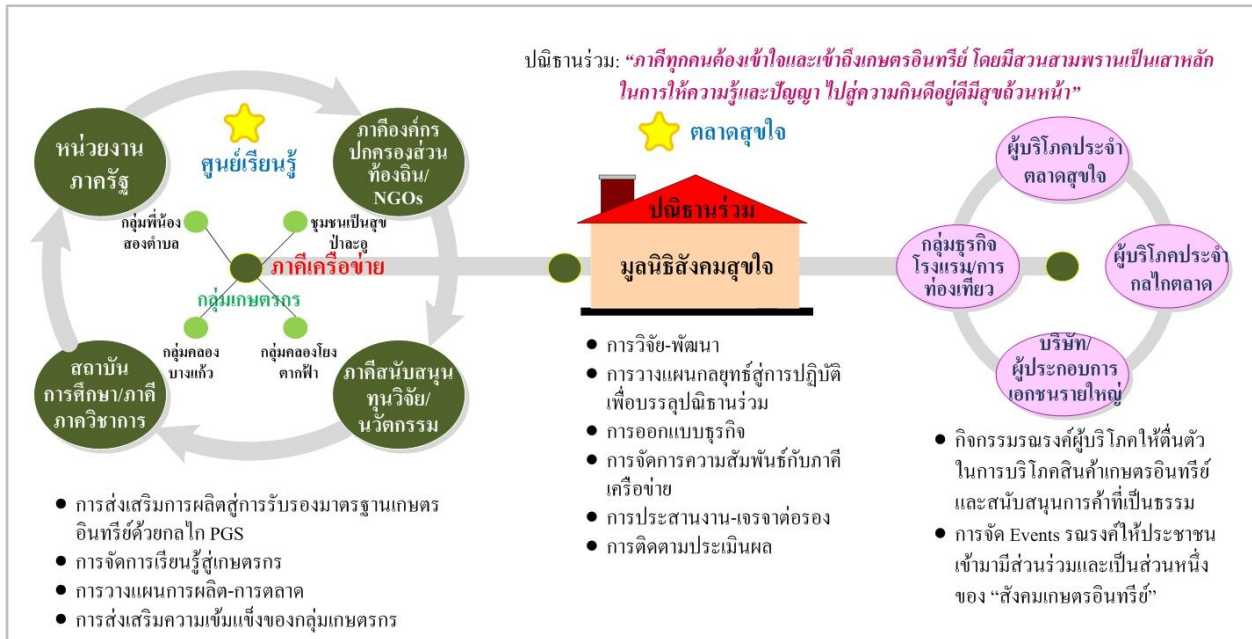 ปณิธานร่วม: “ภาคีทุกคนต้องเข้าใจและเข้าถึงเกษตรอินทรีย์ โดยมีสวนสามพรานเป็นเสาหลัก
ในการให้ความรู้และปัญญา ไปสู่ความกินดีอยู่ดีมีสุขถ้วนหน้า”
หน่วยงาน
ภาครัฐ
ศูนย์เรียนรู้
ภาคีองค์กร
ปกครองส่วน
ท้องถิ่น/
NGOs
กลุ่มพี่น้อง
สองตำบล
ชุมชนเป็นสุข
ป่าละอู
ภาคีเครือข่าย
กลุ่มเกษตรกร
กลุ่มคลอง
บางแก้ว
กลุ่มคลองโยง
ตากฟ้า
สถาบัน
การศึกษา/ภาคี
ภาควิชาการ
ภาคีสนับสนุน
ทุนวิจัย/
นวัตกรรม
● การส่งเสริมการผลิตสู่การรับรองมาตรฐานเกษตร
อินทรีย์ด้วยกลไก PGS
● การจัดการเรียนรู้สู่เกษตรกร
● การวางแผนการผลิต-การตลาด
● การส่งเสริมความเข้มแข็งของกลุ่มเกษตรกร
ตลาดสุขใจ
ปณิธานร่วม
มูลนิธิสังคมสุขใจ
● การวิจัย-พัฒนา
● การวางแผนกลยุทธ์สู่การปฏิบัติ
เพื่อบรรลุปณิธานร่วม
● การออกแบบธุรกิจ
● การจัดการความสัมพันธ์กับภาคี
เครือข่าย
● การประสานงาน-เจรจาต่อรอง
● การติดตามประเมินผล
ผู้บริโภคประจำ
ตลาดสุขใจ
กลุ่มธุรกิจ
โรงแรม/การ
ท่องเที่ยว
ผู้บริโภคประจำ
กลไกตลาด
บริษัท/
ผู้ประกอบการ
เอกชนรายใหญ่
● กิจกรรมรณรงค์ผู้บริโภคให้ตื่นตัว
ในการบริโภคสินค้าเกษตรอินทรีย์
และสนับสนุนการค้าที่เป็นธรรม
● การจัด Events รณรงค์ให้ประชาชน
เข้ามามีส่วนร่วมและเป็นส่วนหนึ่ง
ของ “สังคมเกษตรอินทรีย์”